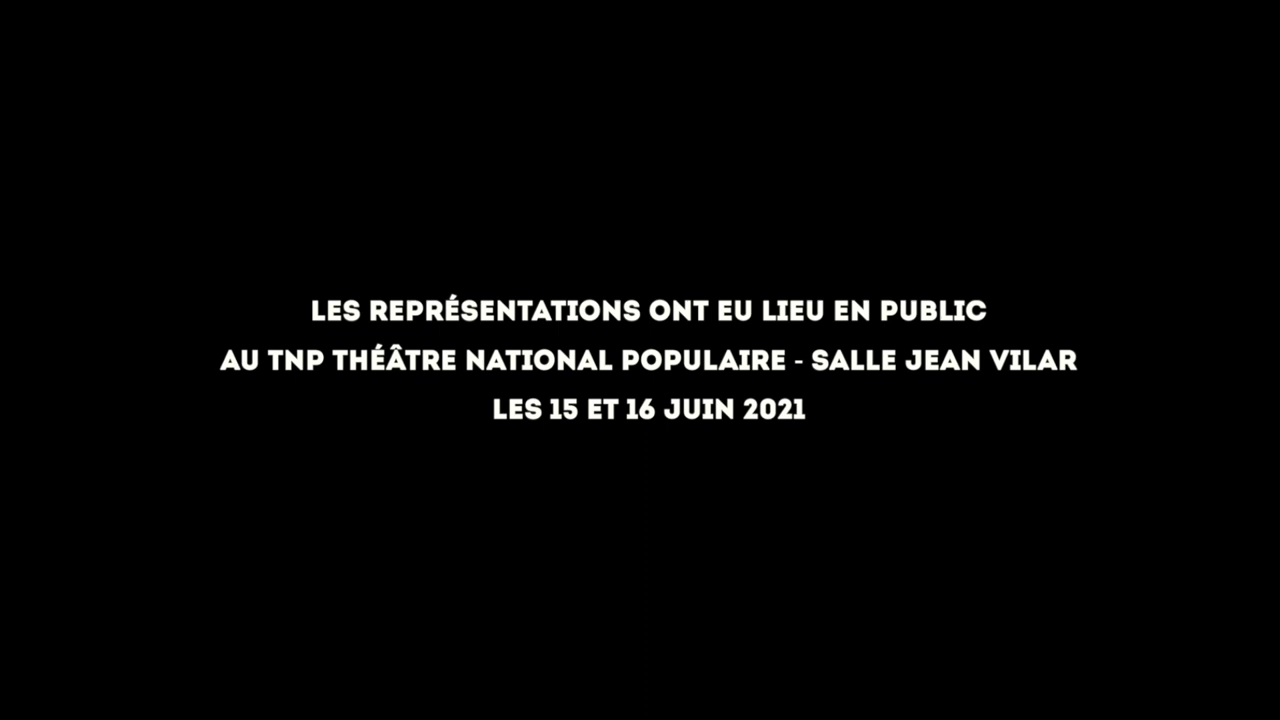 LES REPRÉSENTATIONS ONT EU LIEU EN PUBLIC
AU TNP THÉÂTRE NATIONAL POPULAIRE - SALLE JEAN VILAR
LES 15 ET 16 JUIN 2021